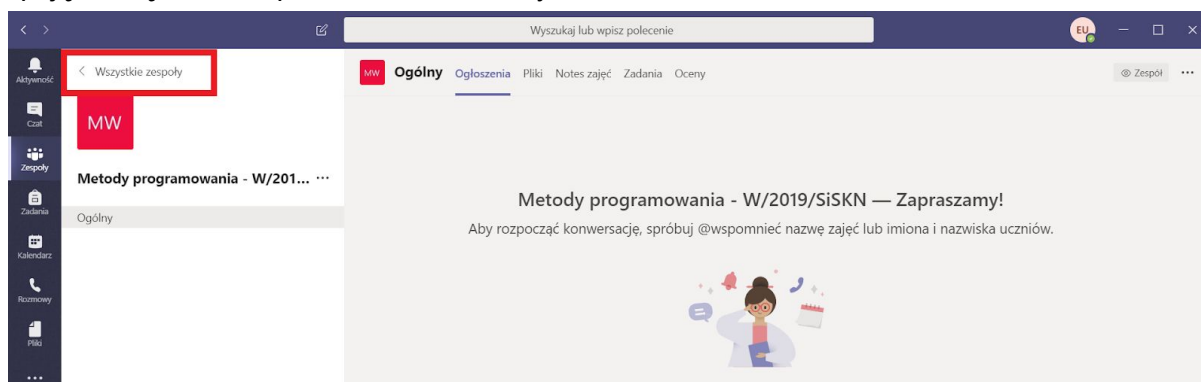 Wyszukaj lub wpisz polecenie
EU
Aktywność
Czat
Zespoły
Zadania
Kalendarz
Rozmowy
Pliki
Wszystkie zespoły
MW
Metody programowania - W/201... ...
Ogólny
MW Ogólny Ogłoszenia Pliki Notes zajęć Zadania Oceny
Zespół
Metody programowania - W/2019/SiSKN — Zapraszamy!
Aby rozpocząć konwersację, spróbuj @wspomnieć nazwę zajęć lub imiona i nazwiska uczniów.